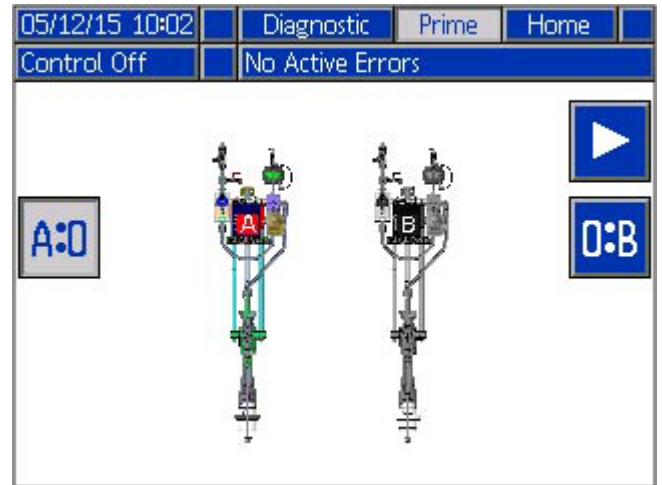 05/12/15 10:02 Diagnostic Prime Home
Control Off No Active Errors
A B
A:0 0:B